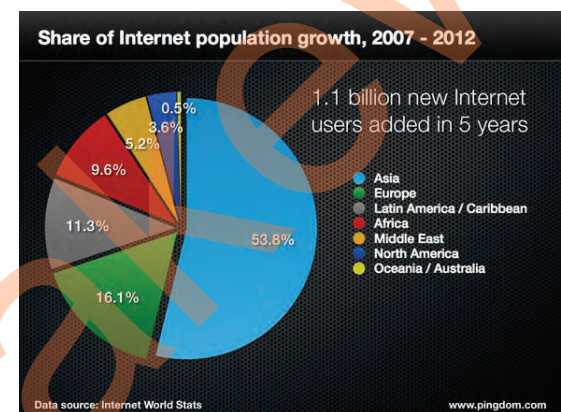 Share of Internet population growth, 2007 - 2012
1.1 billion new Internet
users added in 5 years
0.5%
3.6%
5.2%
9.6%
11.3%
53.8%
16.1%
Asia
Europe
Latin America / Caribbean
Africa
Middle East
North America
Oceania / Australia
Data source: Internet World Stats
www.pingdom.com